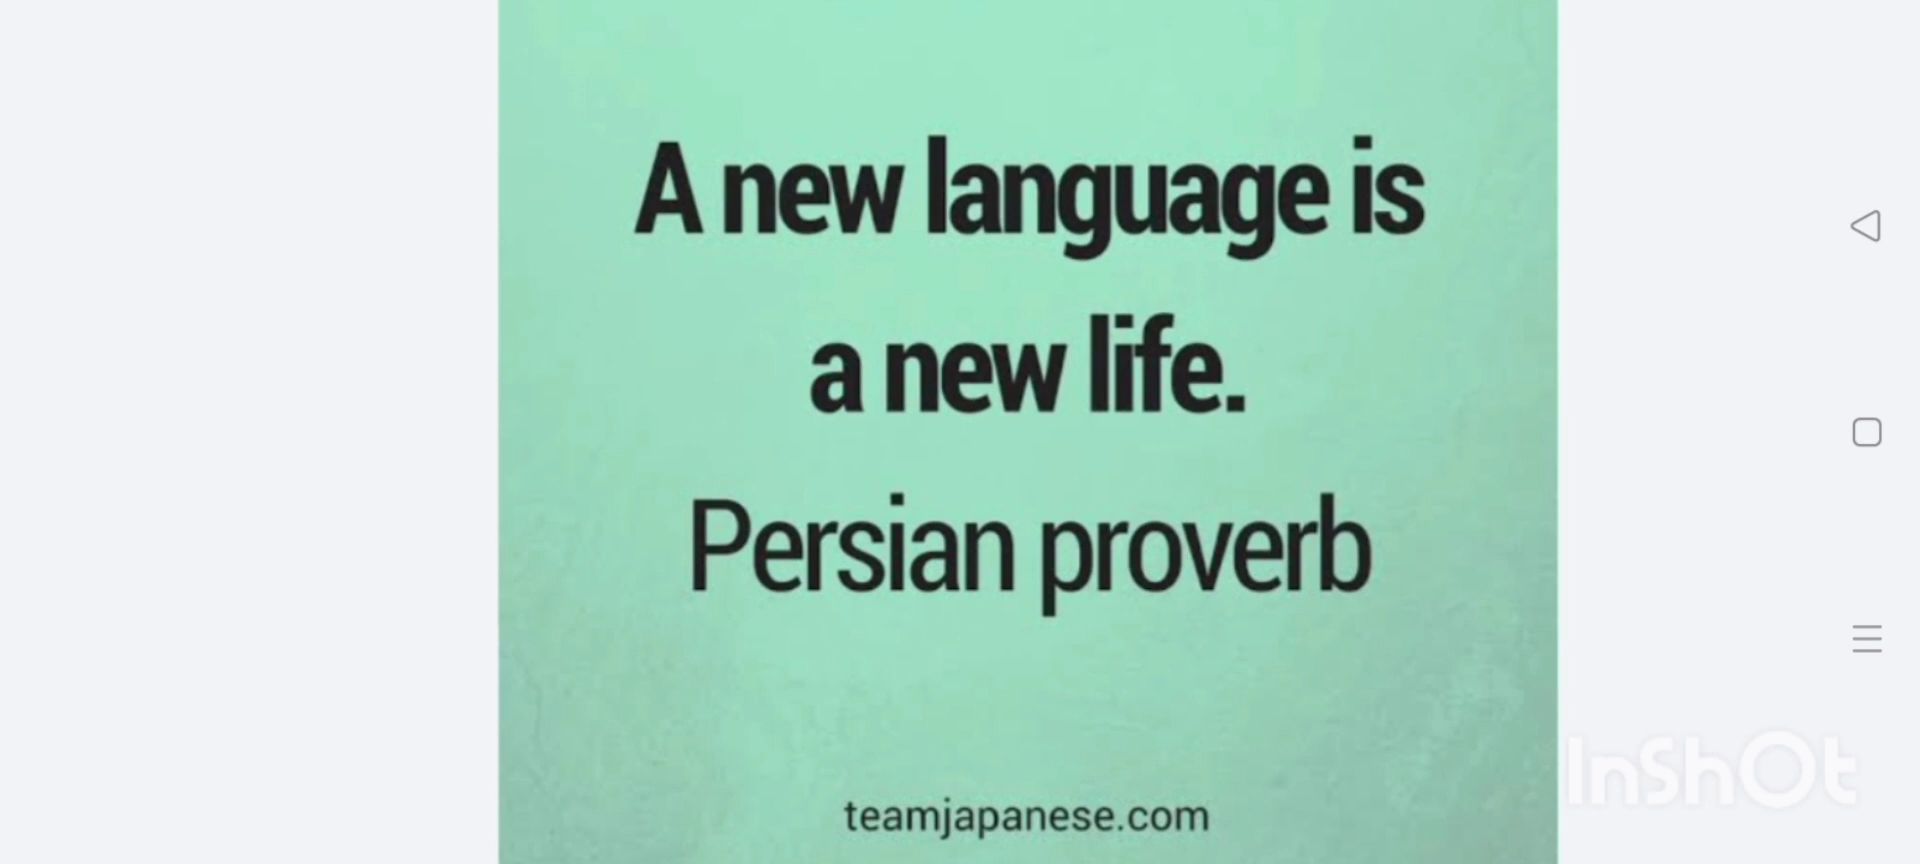 A new language is
a new life.
Persian proverb
teamjapanese.com
InShOt